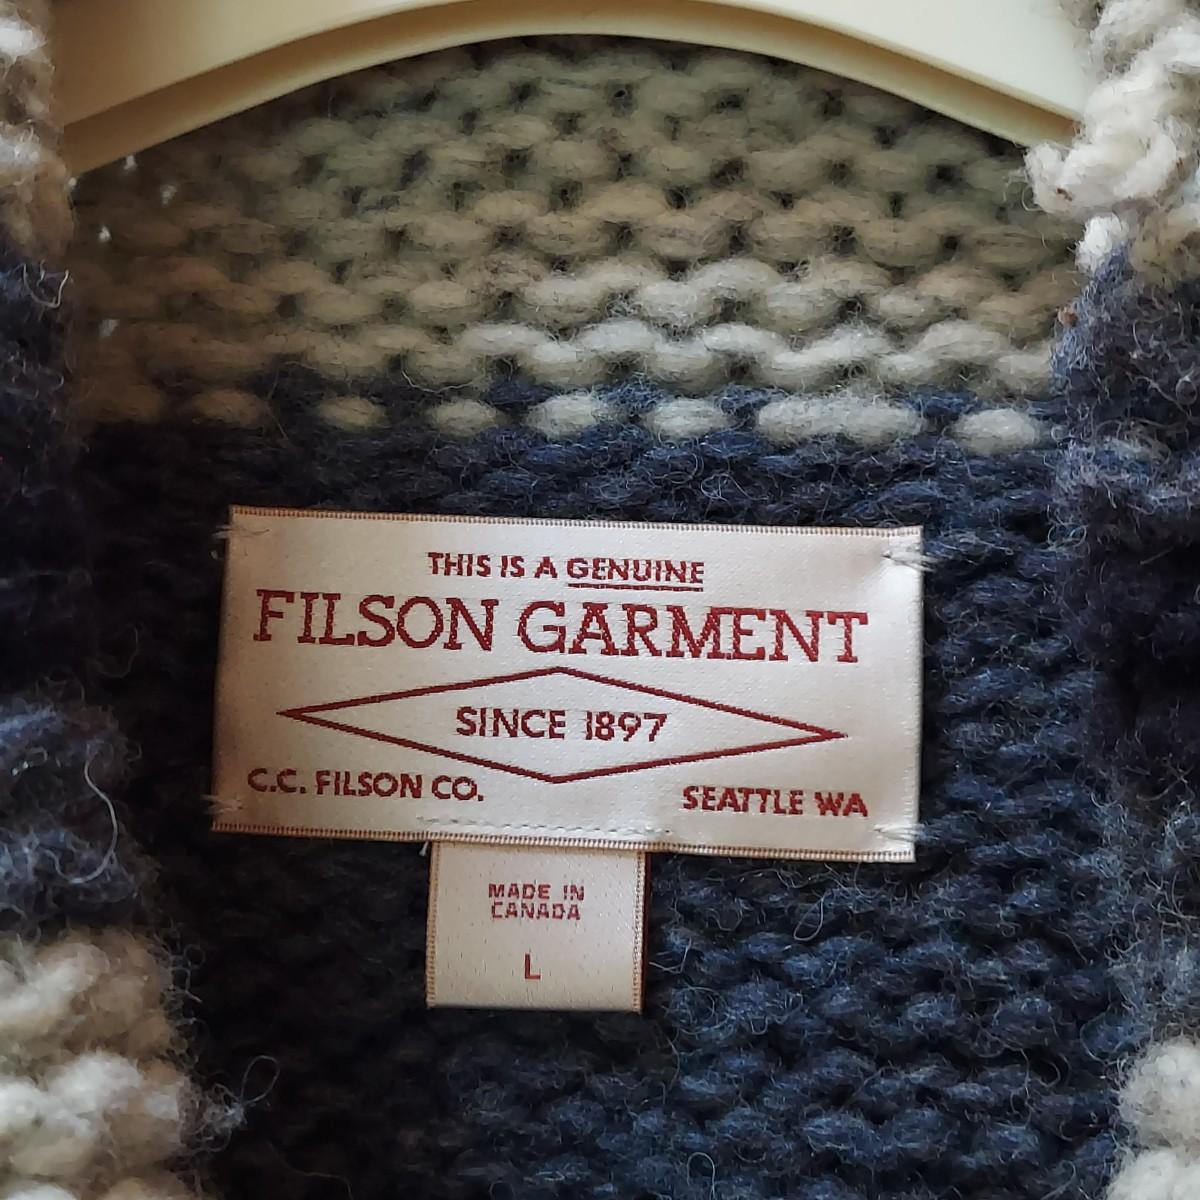 THIS IS A GENUINE
FILSON GARMENT
SINCE 1897
C.C. FILSON CO. SEATTLE WA
MADE IN
CANADA
L